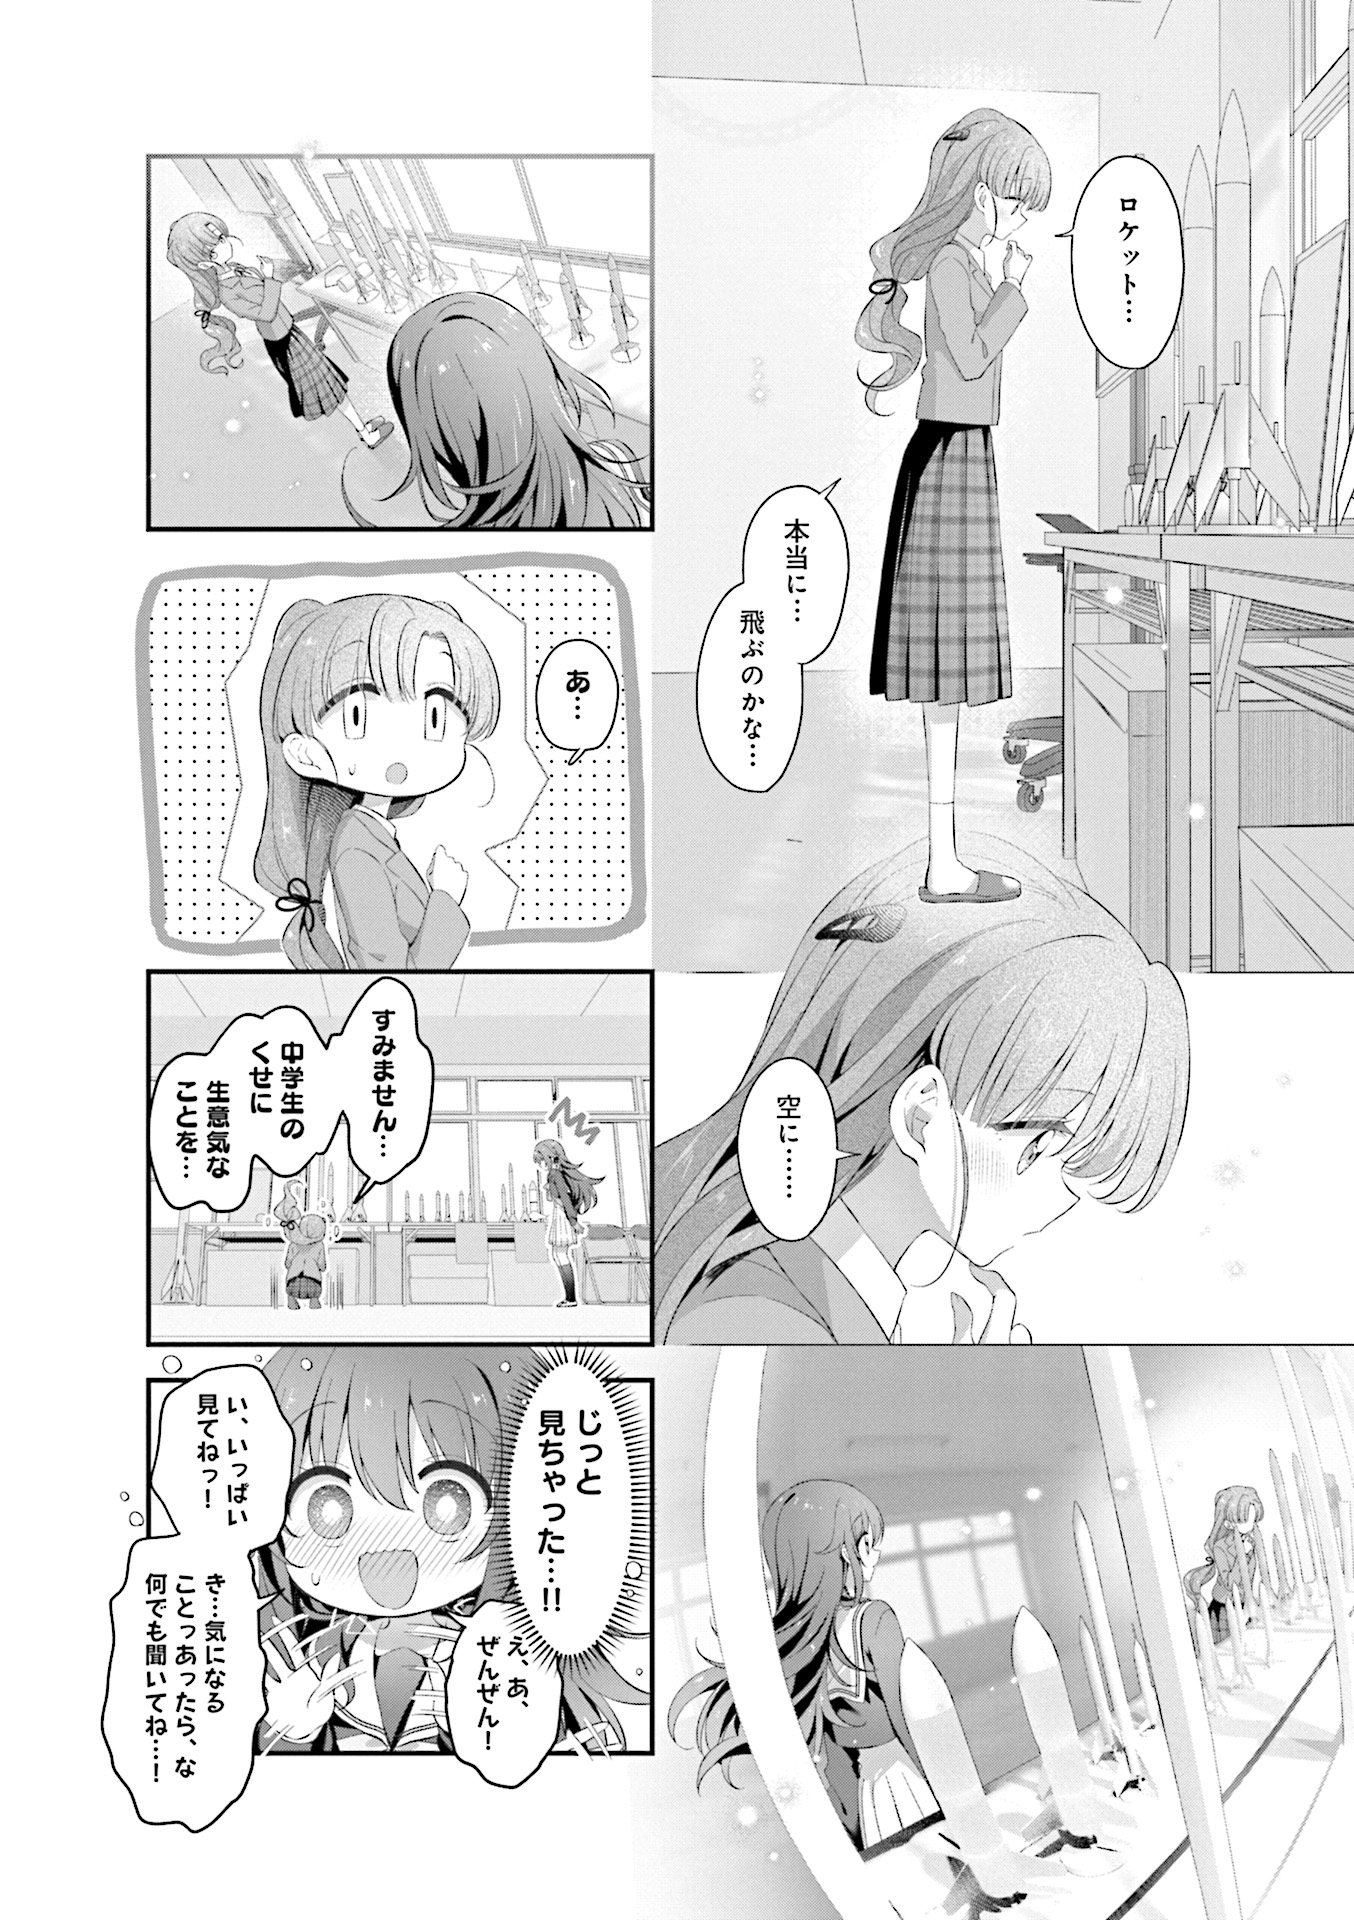 ロケット…
本当に…
飛ぶのかな…
空に……
あ…
すみません…
中学生の
くせに
生意気な
ことを…
じっと
見ちゃった…!!
え、あ、
ぜんぜん!
い、いっぱい
見てねっ!
き…気になる
ことっあったら、な
何でも聞いてね…!